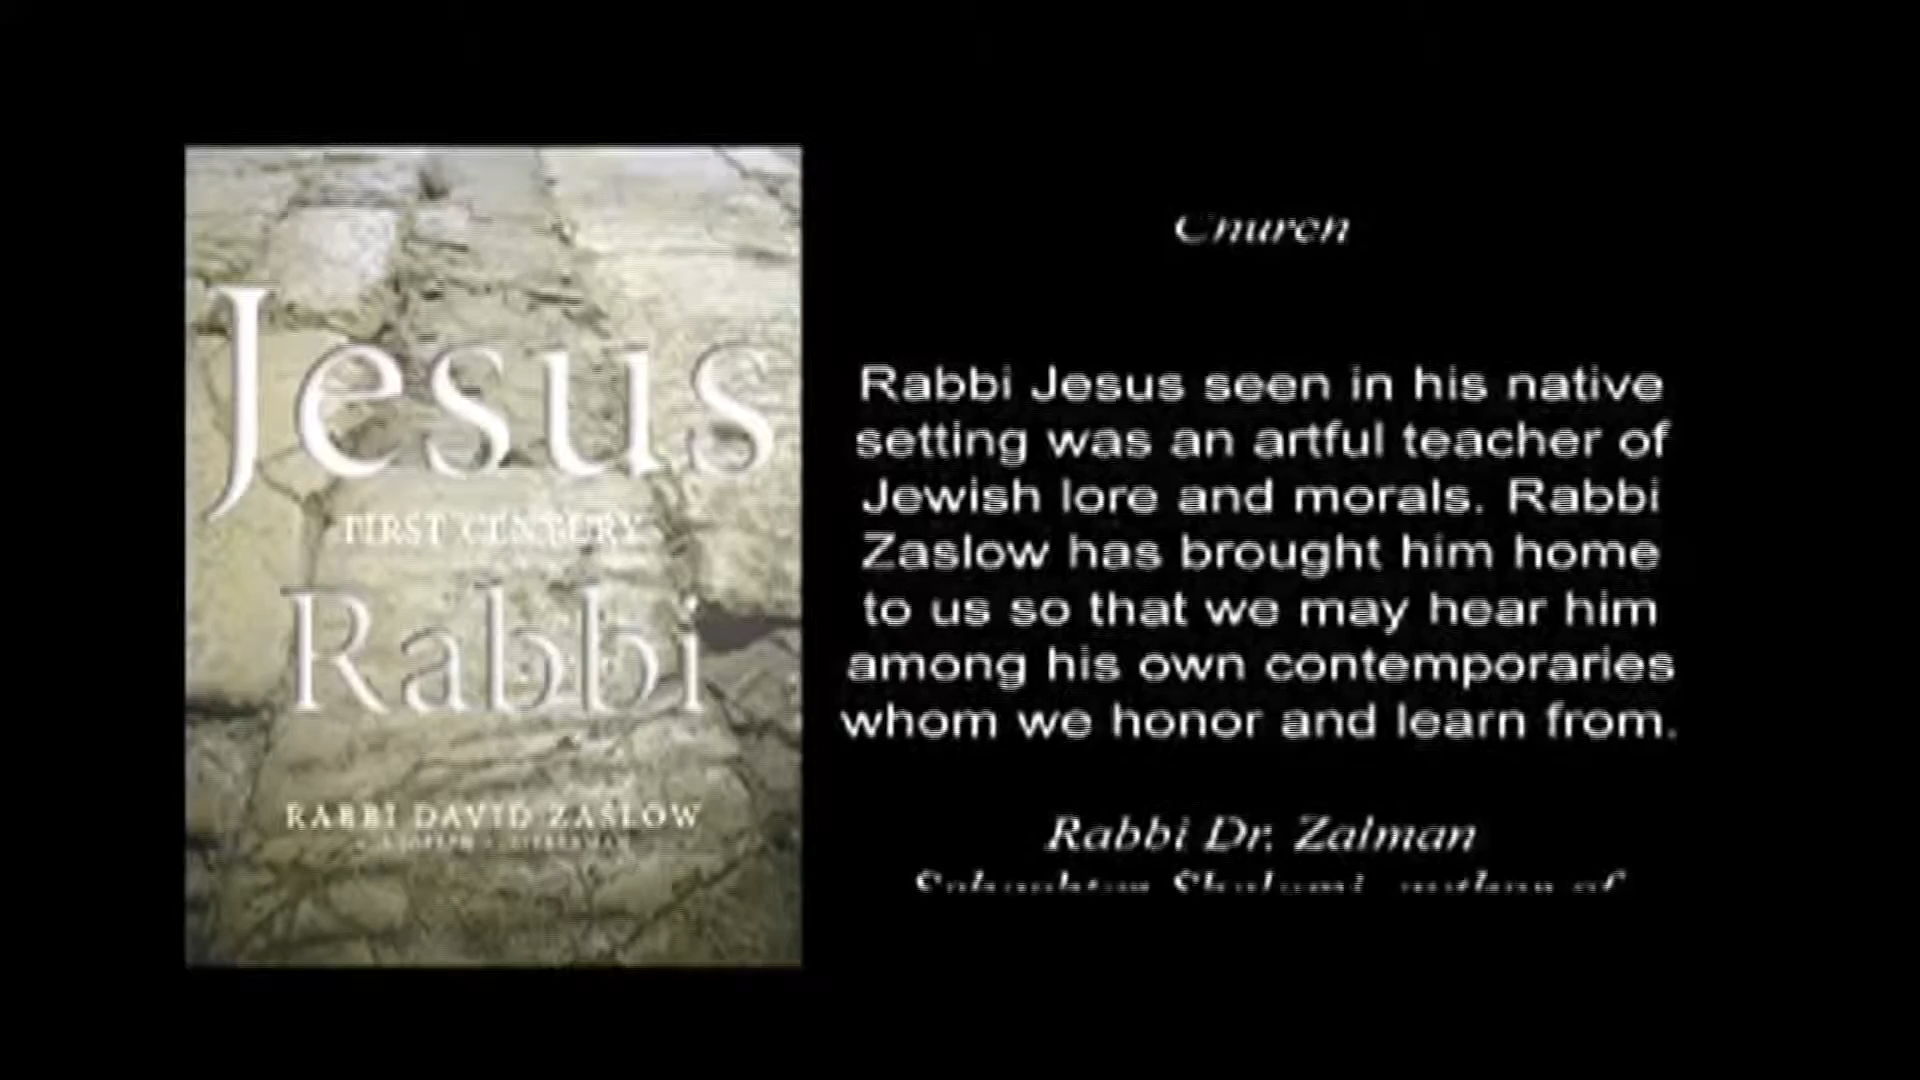 Jesus
FIRST CENTURY
Rabbi
RABBI DAVID ZASLOW
Church
Rabbi Jesus seen in his native
setting was an artful teacher of
Jewish lore and morals. Rabbi
Zaslow has brought him home
to us so that we may hear him
among his own contemporaries
whom we honor and learn from.
Rabbi Dr. Zalman